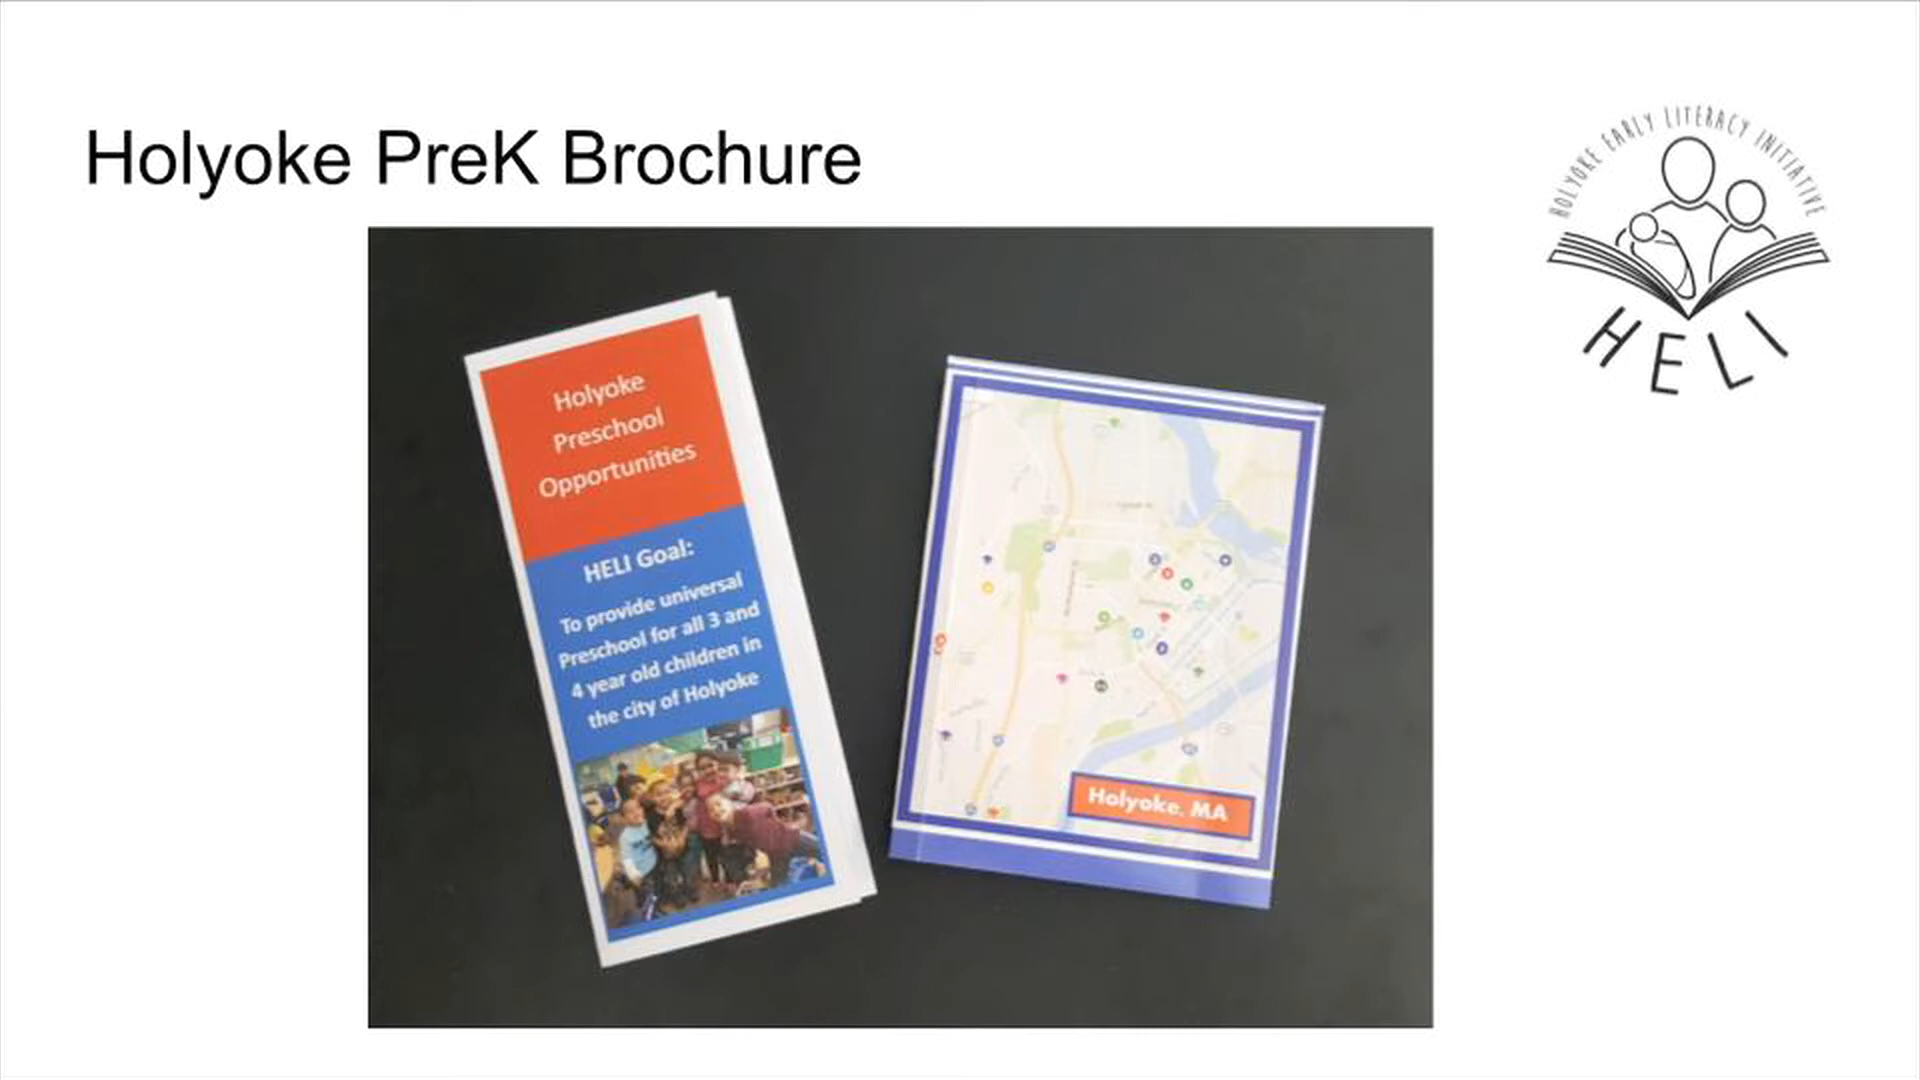 Holyoke PreK Brochure
HOLYOKE EARLY LITERACY INITIATIVE
HELI
Holyoke
Preschool
Opportunities
HELI Goal:
To provide universal
Preschool for all 3 and
4 year old children in
the city of Holyoke
Holyoke, MA